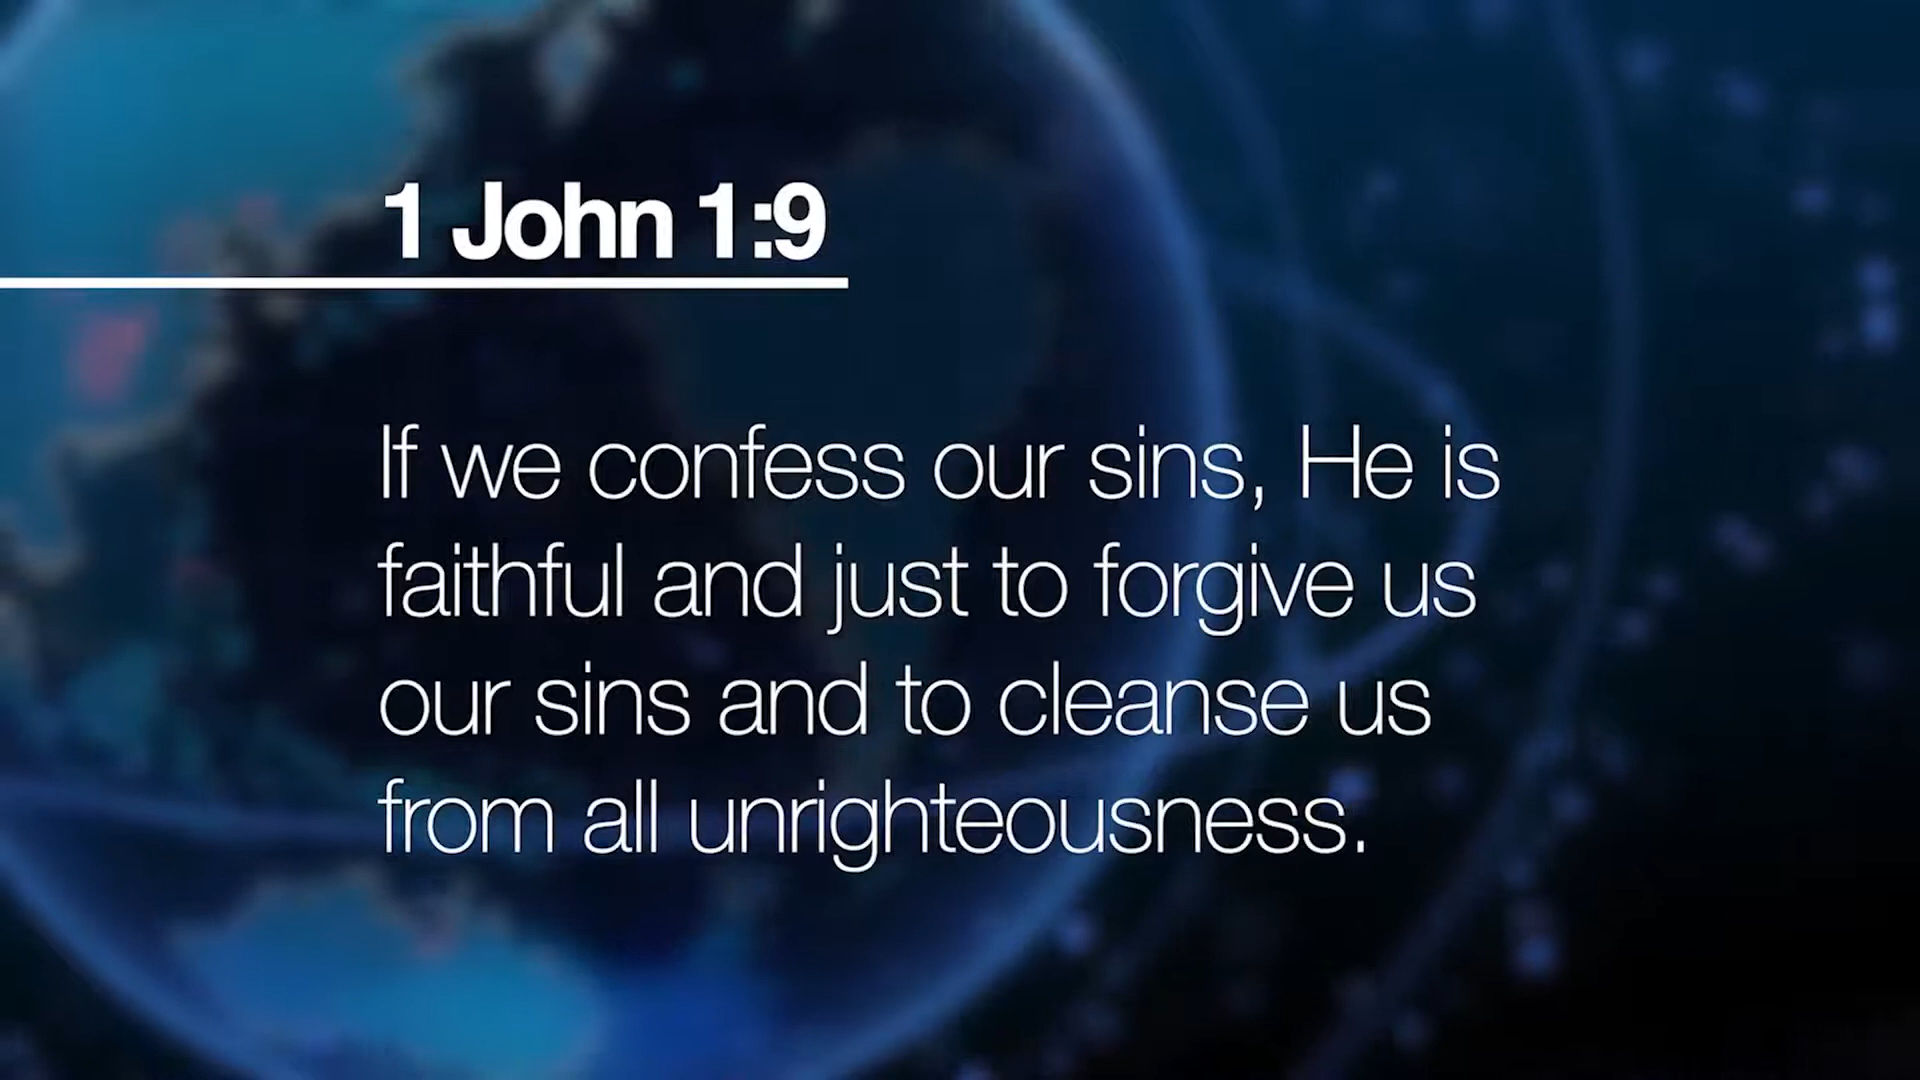 1 John 1:9
If we confess our sins, He is
faithful and just to forgive us
our sins and to cleanse us
from all unrighteousness.